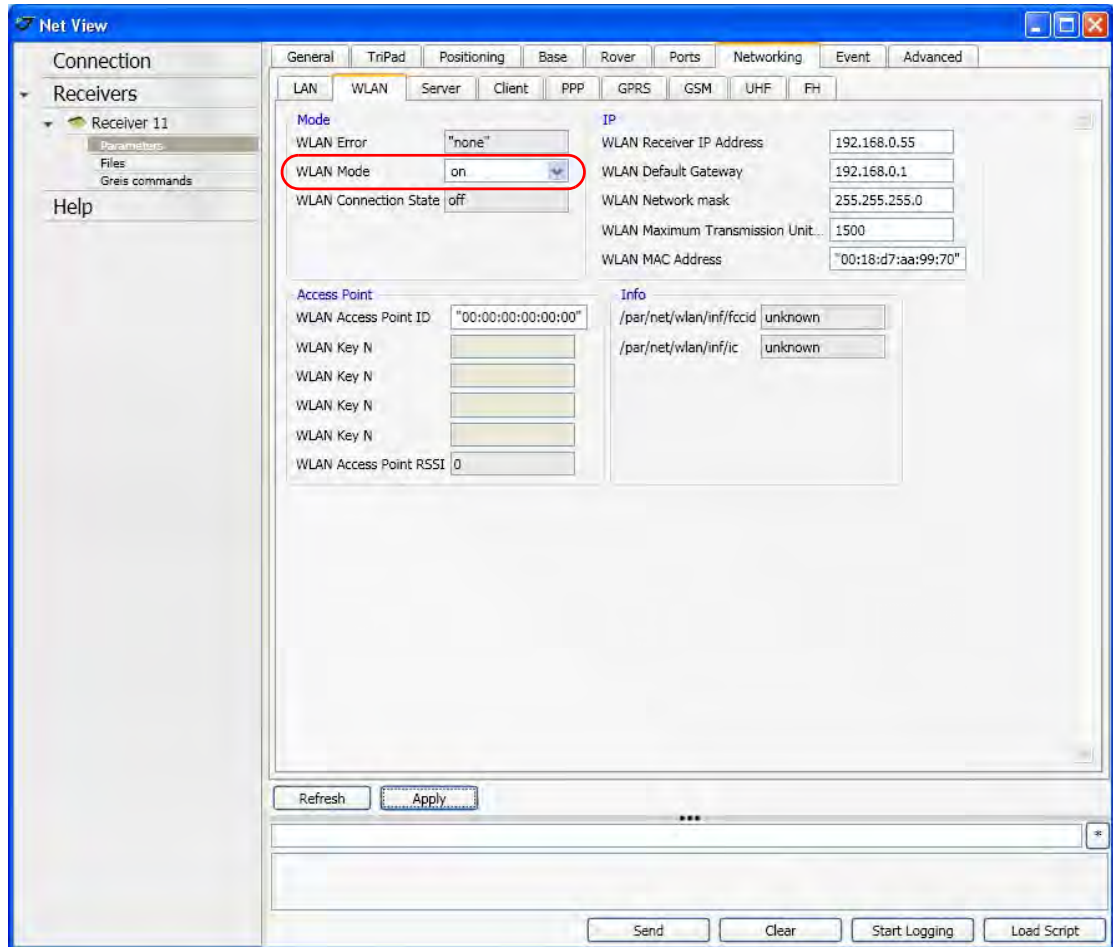 Net View
Connection
Receivers
Receiver 11
Parameters
Files
Greis commands
Help
General TriPad Positioning Base Rover Ports Networking Event Advanced
LAN WLAN Server Client PPP GPRS GSM UHF FH
Mode
WLAN Error "none"
WLAN Mode on
WLAN Connection State off
IP
WLAN Receiver IP Address 192.168.0.55
WLAN Default Gateway 192.168.0.1
WLAN Network mask 255.255.255.0
WLAN Maximum Transmission Unit... 1500
WLAN MAC Address "00:18:d7:aa:99:70"
Access Point
WLAN Access Point ID "00:00:00:00:00:00"
WLAN Key N
WLAN Key N
WLAN Key N
WLAN Key N
WLAN Access Point RSSI 0
Info
/par/net/wlan/inf/fccid unknown
/par/net/wlan/inf/ic unknown
Refresh Apply
*
Send Clear Start Logging Load Script